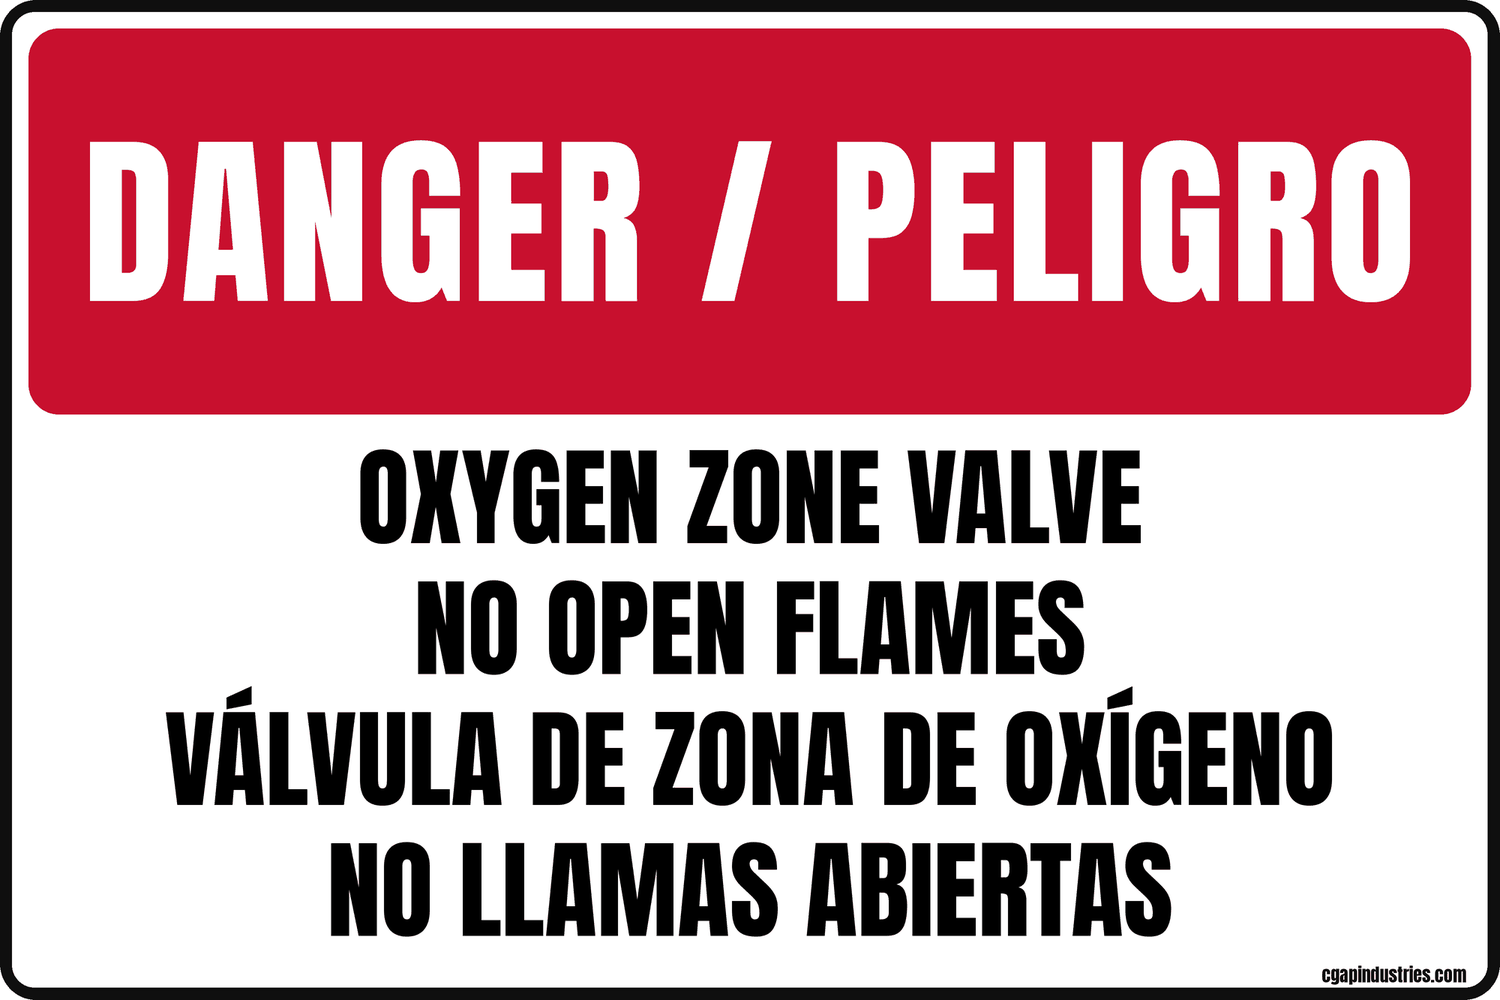 DANGER / PELIGRO
OXYGEN ZONE VALVE
NO OPEN FLAMES
VÁLVULA DE ZONA DE OXÍGENO
NO LLAMAS ABIERTAS
cgapindustries.com